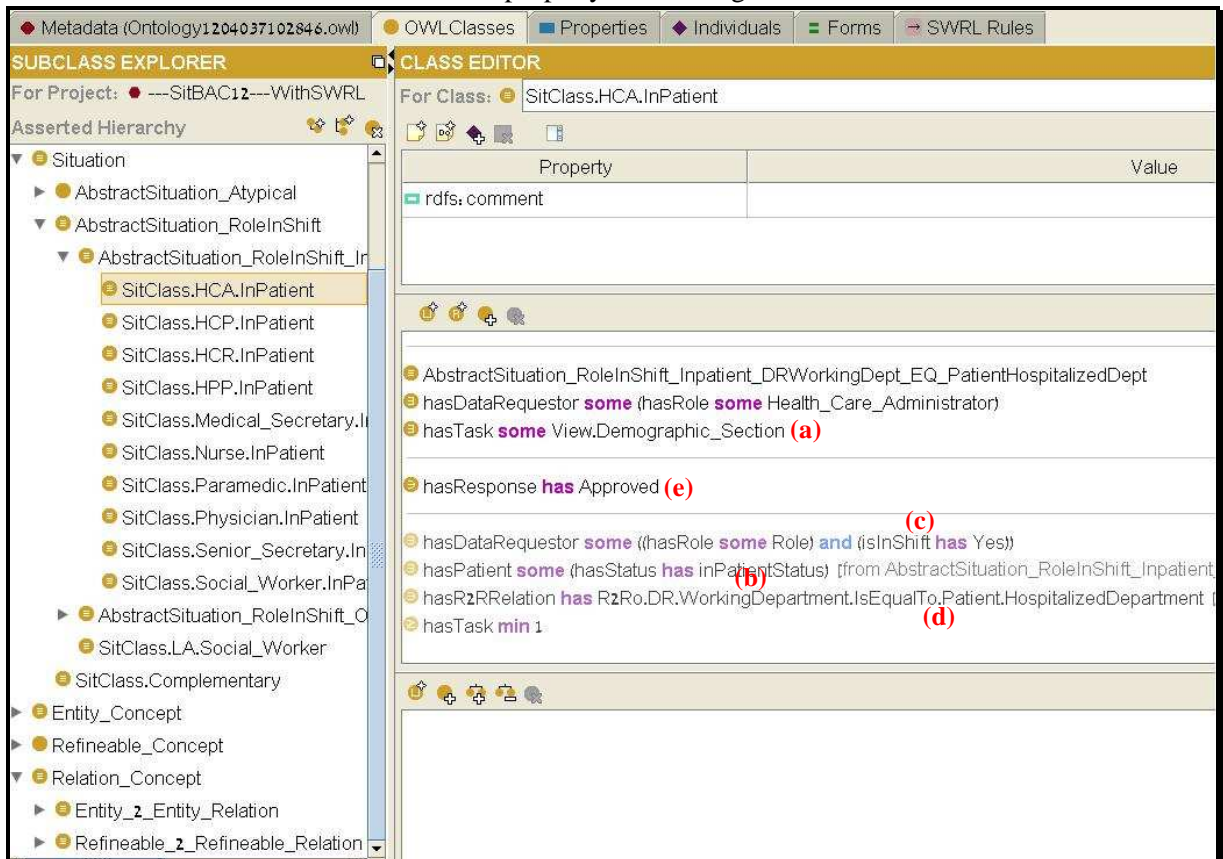 Metadata (Ontology1204037102846.owl) OWLClasses Properties Individuals Forms SWRL Rules
SUBCLASS EXPLORER
For Project: ---SitBAC12---WithSWRL
Asserted Hierarchy
Situation
AbstractSituation_Atypical
AbstractSituation_RoleInShift
AbstractSituation_RoleInShift_In
SitClass.HCA.InPatient
SitClass.HCP.InPatient
SitClass.HCR.InPatient
SitClass.HPP.InPatient
SitClass.Medical_Secretary.I
SitClass.Nurse.InPatient
SitClass.Paramedic.InPatient
SitClass.Physician.InPatient
SitClass.Senior_Secretary.In
SitClass.Social_Worker.InPa
AbstractSituation_RoleInShift_O
SitClass.LA.Social_Worker
SitClass.Complementary
Entity_Concept
Refineable_Concept
Relation_Concept
Entity_2_Entity_Relation
Refineable_2_Refineable_Relation
CLASS EDITOR
For Class: SitClass.HCA.InPatient
Property Value
rdfs:comment
AbstractSituation_RoleInShift_Inpatient_DRWorkingDept_EQ_PatientHospitalizedDept
hasDataRequestor some (hasRole some Health_Care_Administrator)
hasTask some View.Demographic_Section (a)
hasResponse has Approved (e)
(c)
hasDataRequestor some ((hasRole some Role) and (isInShift has Yes))
hasPatient some (hasStatus has inPatientStatus) [from AbstractSituation_RoleInShift_Inpatient_
(b)
hasR2RRelation has R2Ro.DR.WorkingDepartment.IsEqualTo.Patient.HospitalizedDepartment [
(d)
hasTask min 1